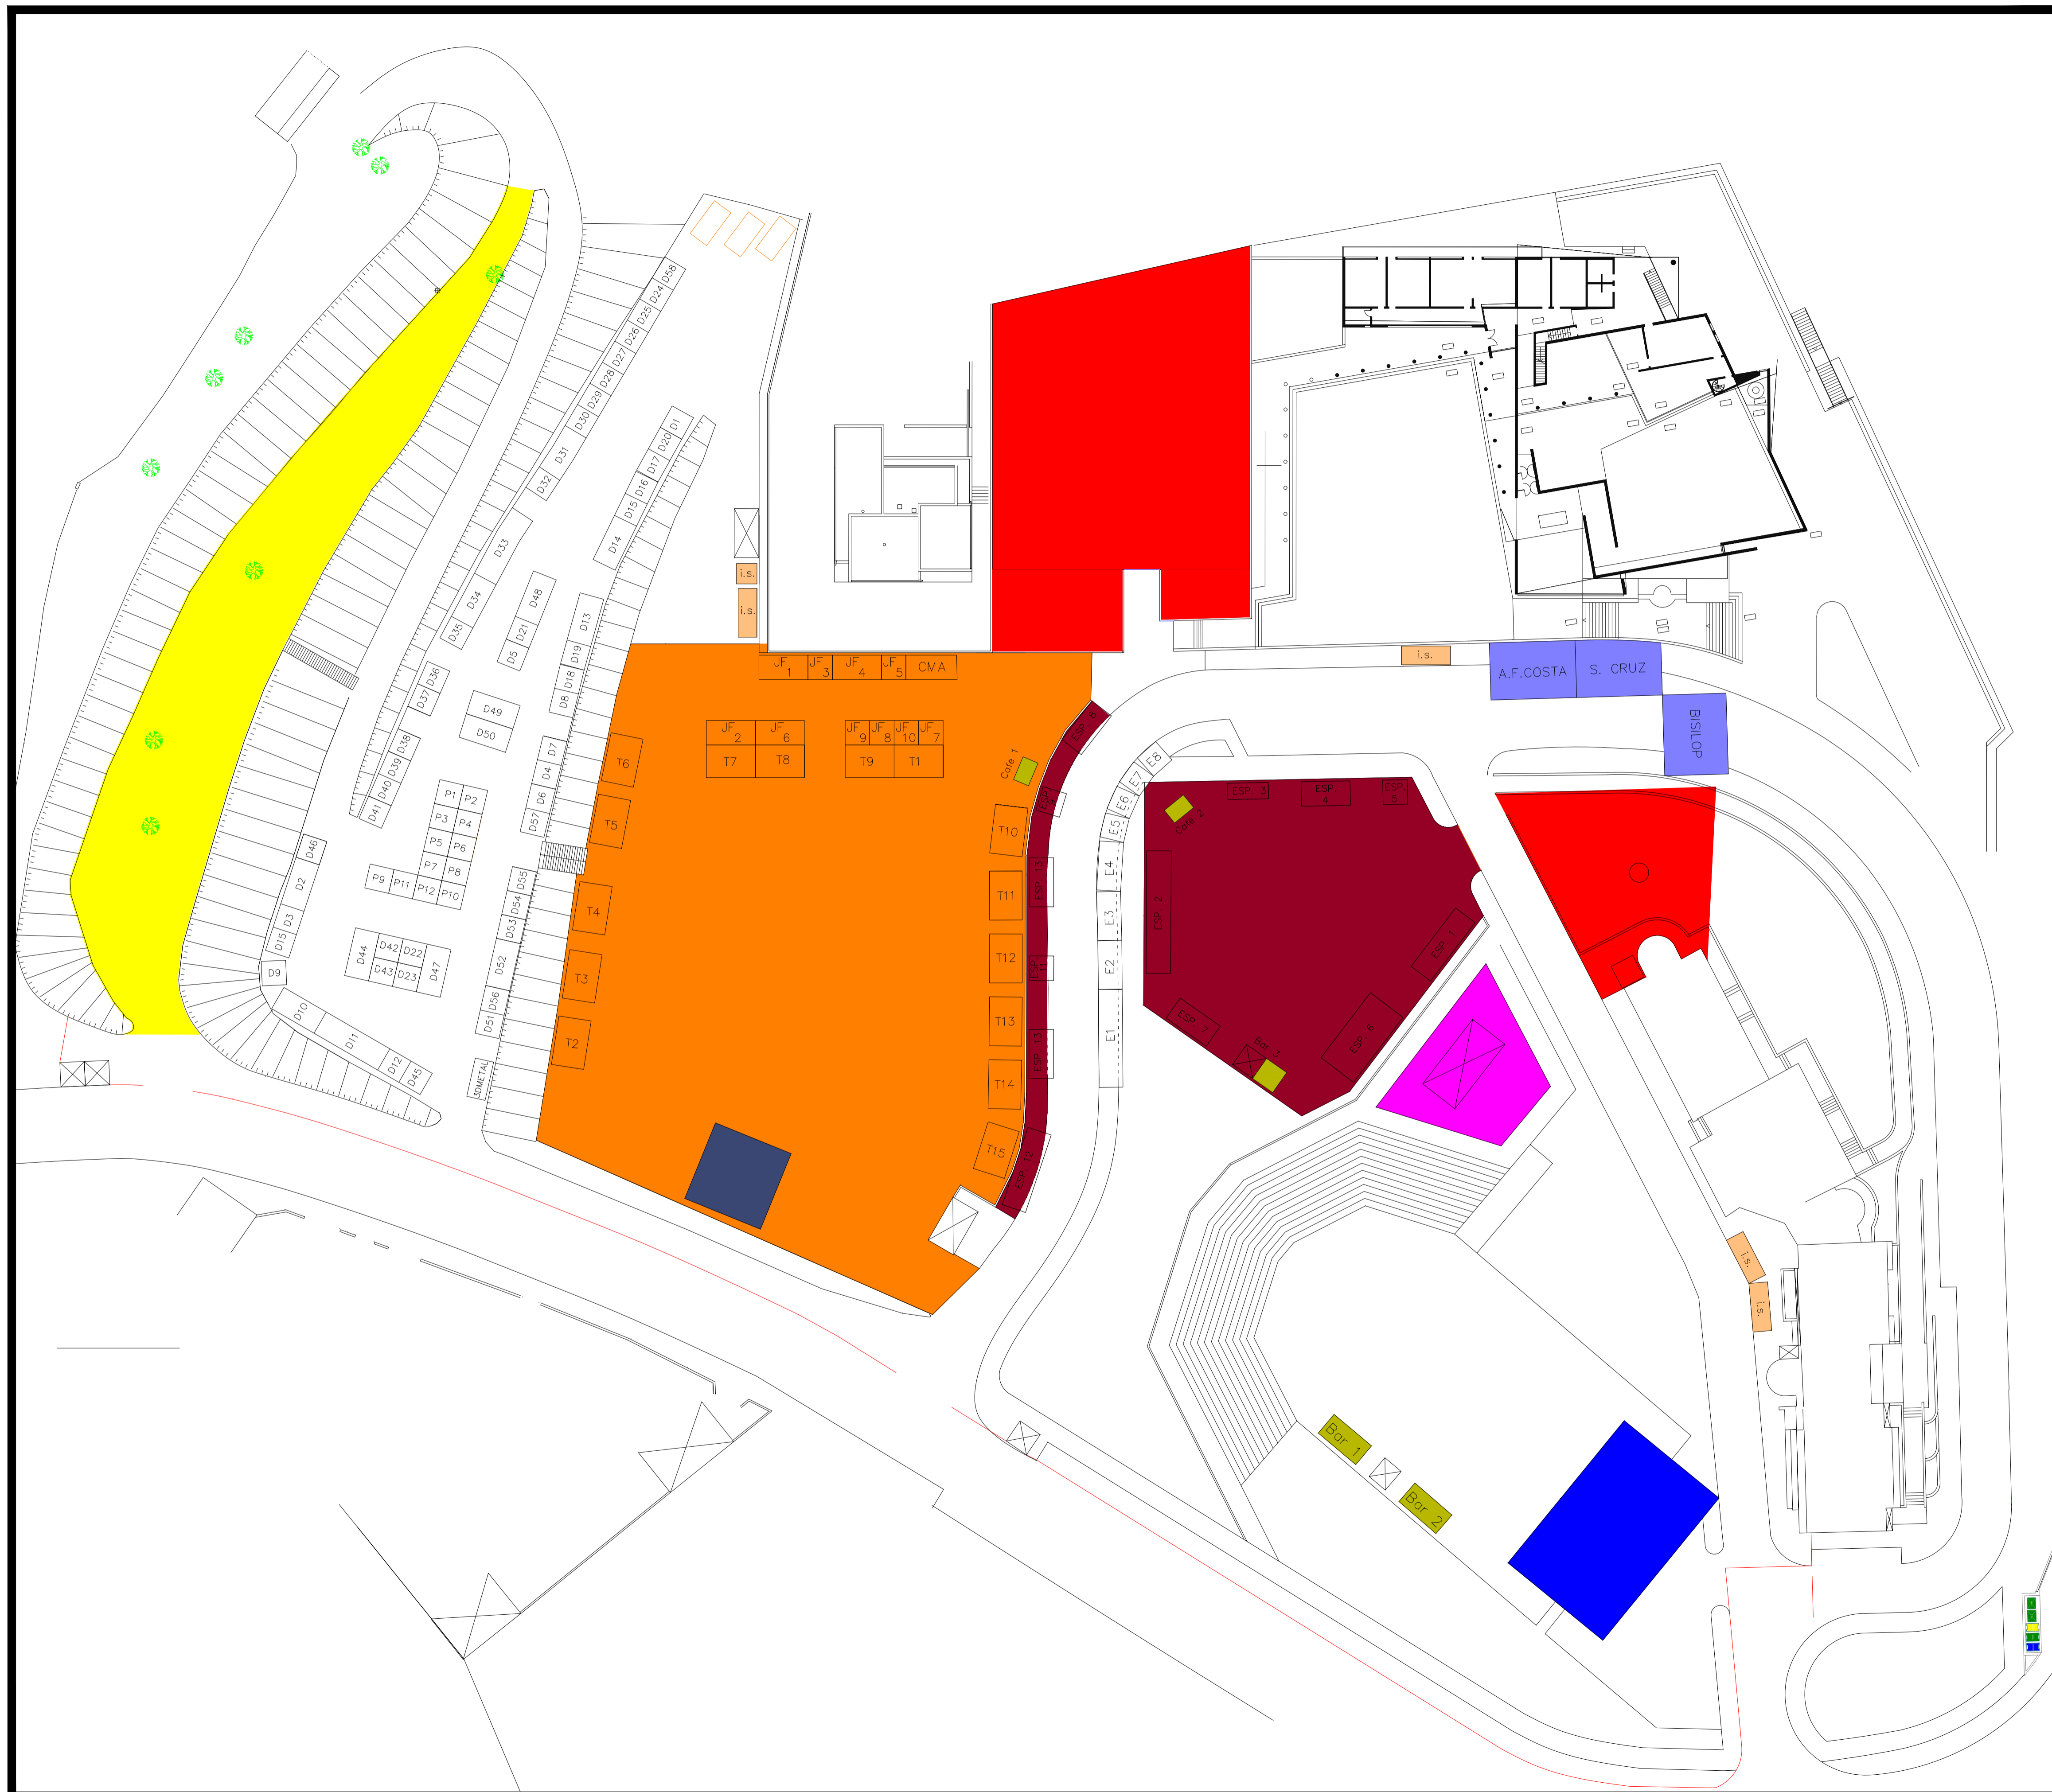 D58
D24
D25
D26
D27
D28
D29
D30
D31
D32
D33
D34
D35
D1
D20
D17
D16
D15
D14
D48
D21
D5
D13
D19
D18
D8
D36
D37
D38
D39
D40
D41
D49
D50
D7
D4
D6
D57
P1 P2
P3 P4
P5 P6
P7 P8
P9 P11 P12 P10
D46
D2
D3
D15
D9
D10
D11
D12
D45
D44
D42 D22
D43 D23
D47
D55
D54
D53
D52
D56
D51
3DMETAL
i.s.
i.s.
JF 1
JF 3
JF 4
JF 5
CMA
JF 2
JF 6
T7
T8
JF 9
JF 8
JF 10
JF 7
T9
T1
T6
T5
T4
T3
T2
Café 1
T10
T11
T12
T13
T14
T15
ESP. 13
ESP. 13
ESP. 12
E8
E7
E6
E5
E4
E3
E2
E1
Café 2
ESP. 3
ESP. 4
ESP. 5
ESP. 2
ESP. 1
ESP. 7
ESP. 6
Bar 3
i.s.
A.F.COSTA
S. CRUZ
BISILOP
i.s.
i.s.
Bar 1
Bar 2